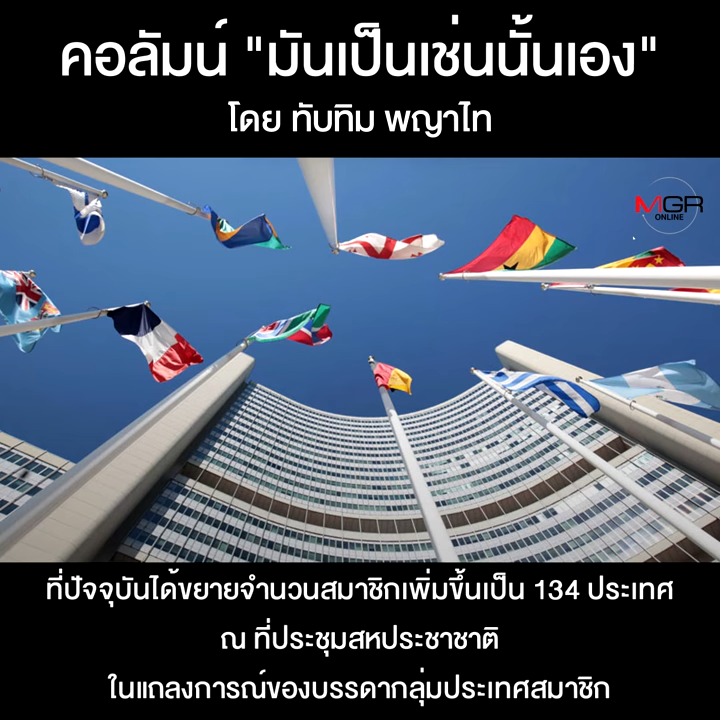 คอลัมน์ "มันเป็นเช่นนั้นเอง"
โดย ทับทิม พญาไท
MGR
ONLINE
ที่ปัจจุบันได้ขยายจำนวนสมาชิกเพิ่มขึ้นเป็น 134 ประเทศ
ณ ที่ประชุมสหประชาชาติ
ในแถลงการณ์ของบรรดากลุ่มประเทศสมาชิก